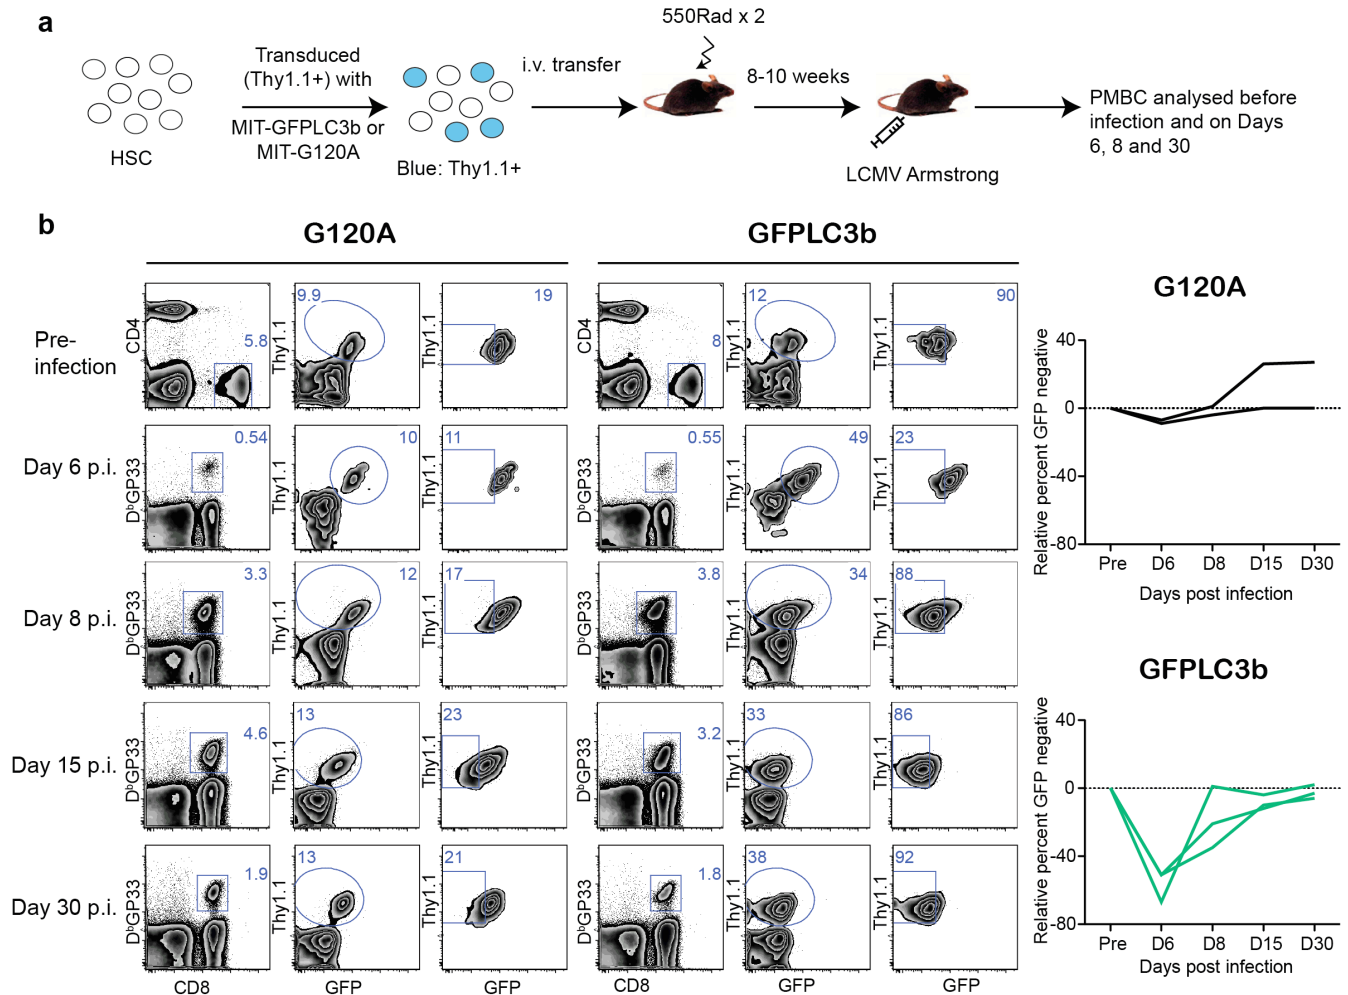 a
550Rad x 2
Transduced
(Thy1.1+) with
i.v. transfer
8-10 weeks
MIT-GFPLC3b or
MIT-G120A
HSC
Blue: Thy1.1+
LCMV Armstrong
PMBC analysed before
infection and on Days
6, 8 and 30
b
G120A
GFPLC3b
Pre-
infection
CD4
5.8
Thy1.1
9.9
Thy1.1
19
CD4
8
Thy1.1
12
Thy1.1
90
Day 6 p.i.
DbGP33
0.54
Thy1.1
10
Thy1.1
11
DbGP33
0.55
Thy1.1
49
Thy1.1
23
Day 8 p.i.
DbGP33
3.3
Thy1.1
12
Thy1.1
17
DbGP33
3.8
Thy1.1
34
Thy1.1
88
Day 15 p.i.
DbGP33
4.6
Thy1.1
13
Thy1.1
23
DbGP33
3.2
Thy1.1
33
Thy1.1
86
Day 30 p.i.
DbGP33
1.9
Thy1.1
13
Thy1.1
21
DbGP33
1.8
Thy1.1
38
Thy1.1
92
CD8
GFP
GFP
CD8
GFP
GFP
G120A
Relative percent GFP negative
40
0
-40
-80
Pre D6 D8 D15 D30
Days post infection
GFPLC3b
Relative percent GFP negative
40
0
-40
-80
Pre D6 D8 D15 D30
Days post infection